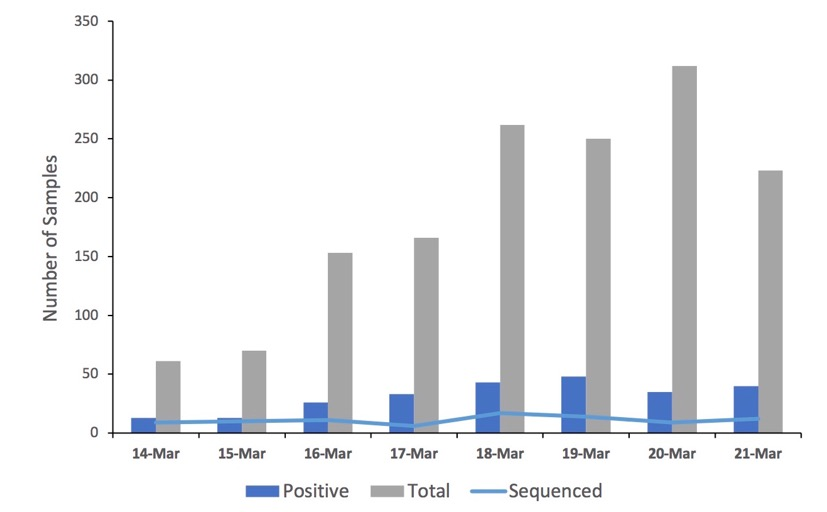 350
300
250
200
150
100
50
0
Number of Samples
14-Mar 15-Mar 16-Mar 17-Mar 18-Mar 19-Mar 20-Mar 21-Mar
Positive Total Sequenced